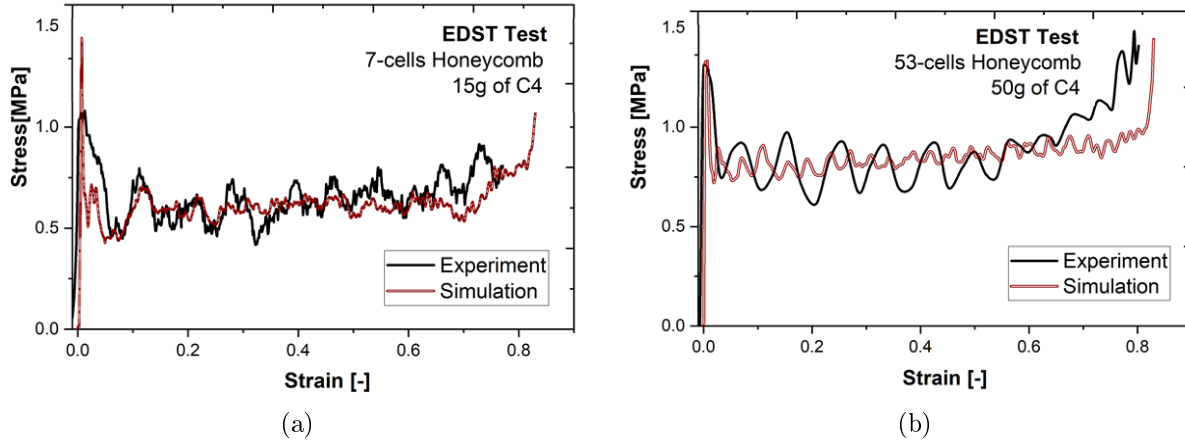 1.5
1.0
0.5
0.0
Stress[MPa]
EDST Test
7-cells Honeycomb
15g of C4
Experiment
Simulation
0.0 0.2 0.4 0.6 0.8
Strain [-]
(a)
1.5
1.0
0.5
0.0
Stress [MPa]
EDST Test
53-cells Honeycomb
50g of C4
Experiment
Simulation
0.0 0.2 0.4 0.6 0.8
Strain [-]
(b)